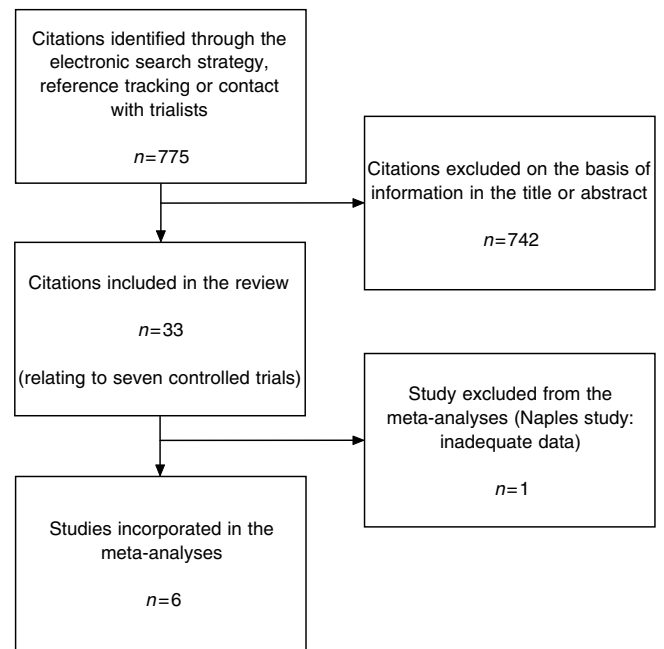 Citations identified through the
electronic search strategy,
reference tracking or contact
with trialists
n=775
Citations excluded on the basis of
information in the title or abstract
n=742
Citations included in the review
n=33
(relating to seven controlled trials)
Study excluded from the
meta-analyses (Naples study:
inadequate data)
n=1
Studies incorporated in the
meta-analyses
n=6